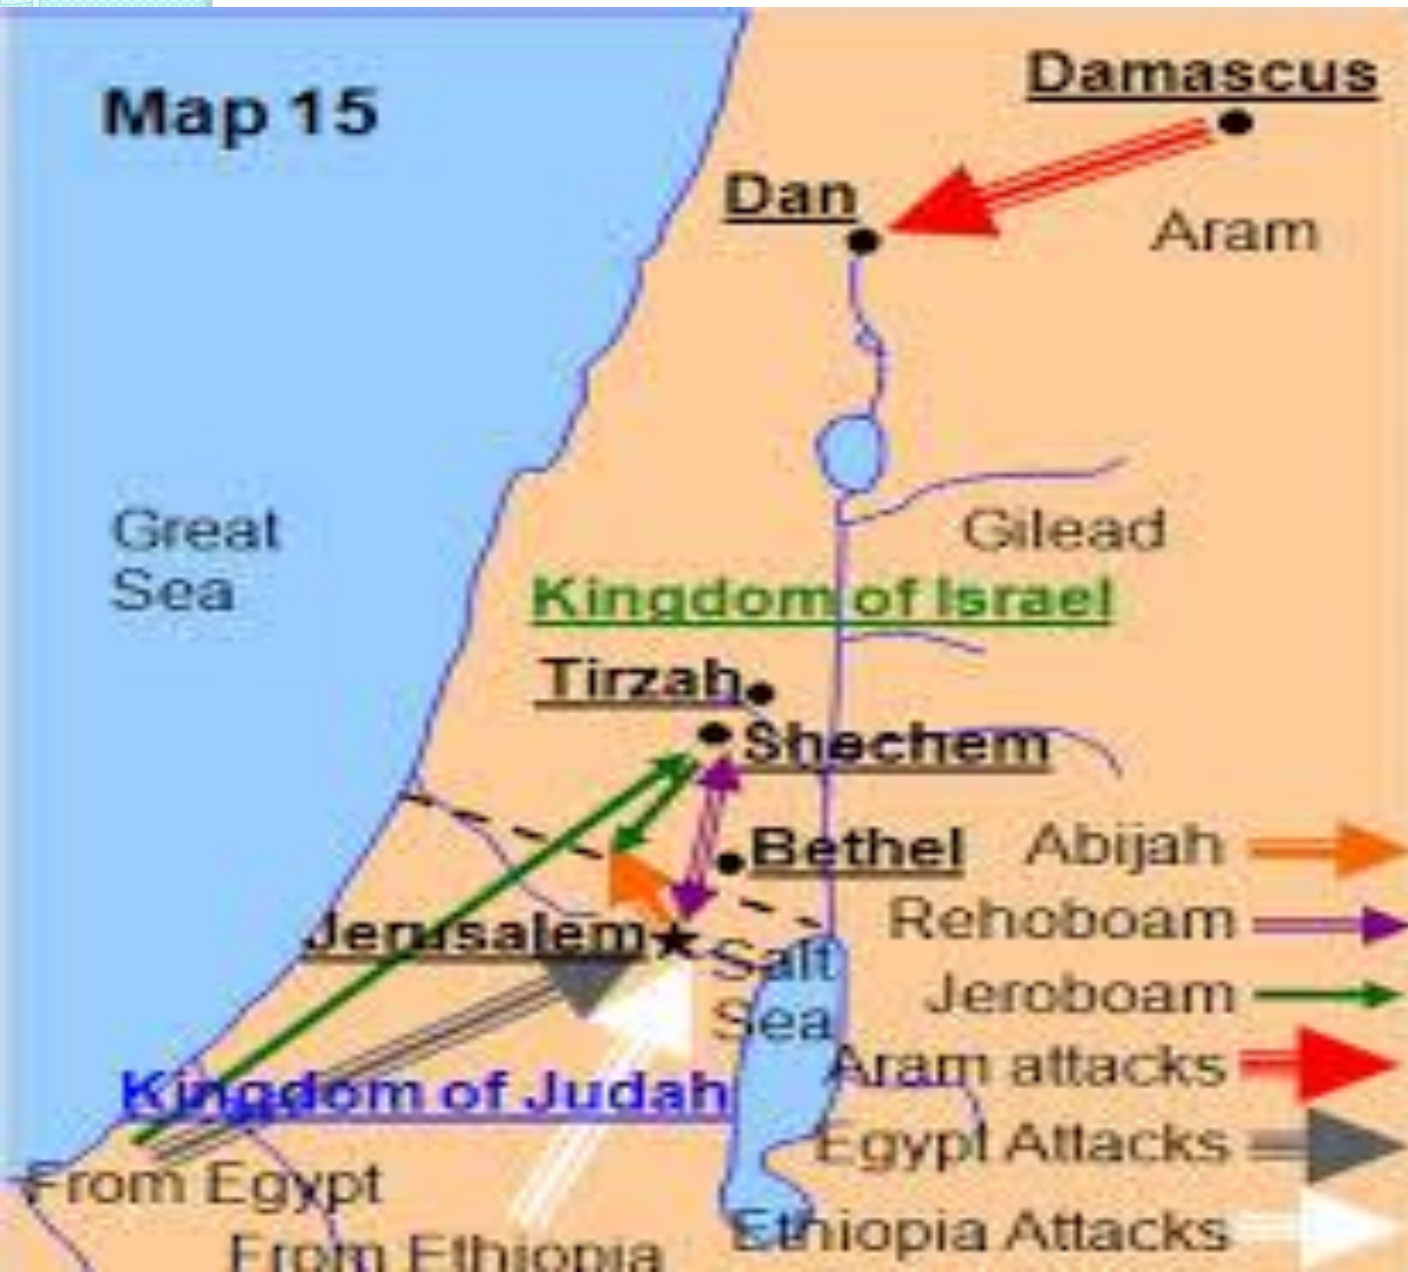 Map 15
Damascus
Dan
Aram
Great
Sea
Gilead
Kingdom of Israel
Tirzah
Shechem
Bethel
Abijah
Rehoboam
Jerusalem
Salt
Sea
Jeroboam
Aram attacks
Kingdom of Judah
Egypt Attacks
From Egypt
Ethiopia Attacks
From Ethiopia